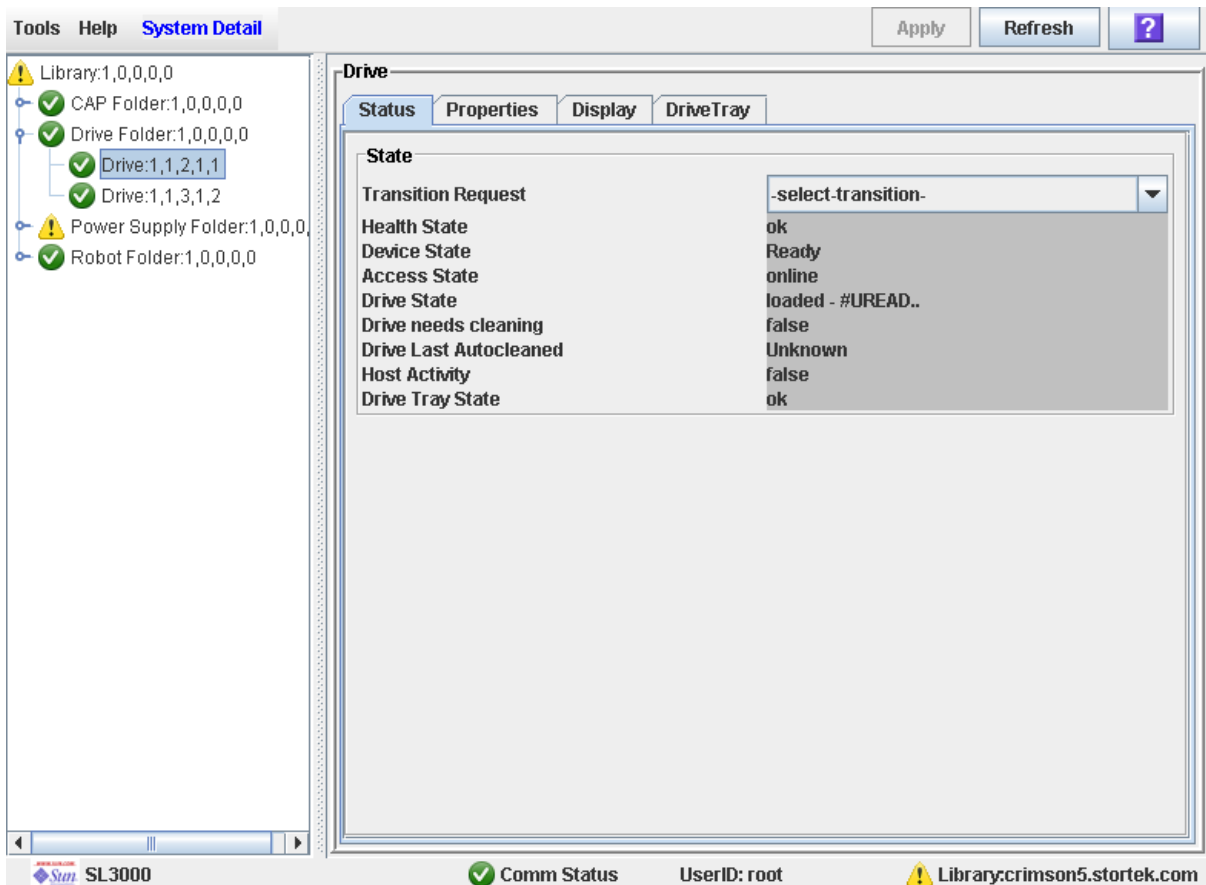 Tools Help System Detail Apply Refresh ?
Library:1,0,0,0,0
CAP Folder:1,0,0,0,0
Drive Folder:1,0,0,0,0
Drive:1,1,2,1,1
Drive:1,1,3,1,2
Power Supply Folder:1,0,0,0,
Robot Folder:1,0,0,0,0
Drive
Status Properties Display DriveTray
State
Transition Request -select-transition-
Health State ok
Device State Ready
Access State online
Drive State loaded - #UREAD..
Drive needs cleaning false
Drive Last Autocleaned Unknown
Host Activity false
Drive Tray State ok
Sun SL3000 Comm Status UserID: root Library:crimson5.stortek.com